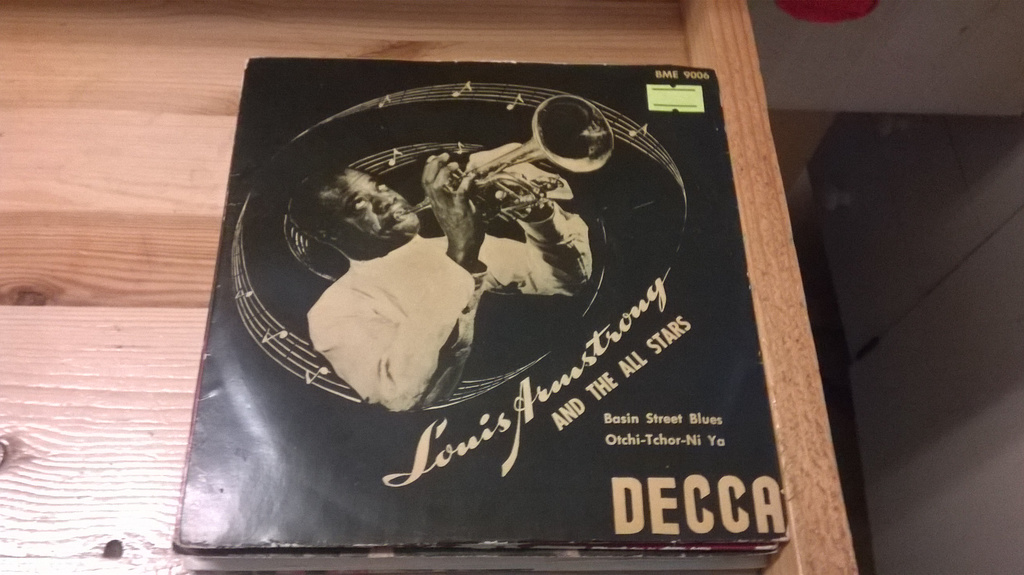 BME 9006
Louis Armstrong
AND THE ALL STARS
Basin Street Blues
Otchi-Tchor-Ni Ya
DECCA